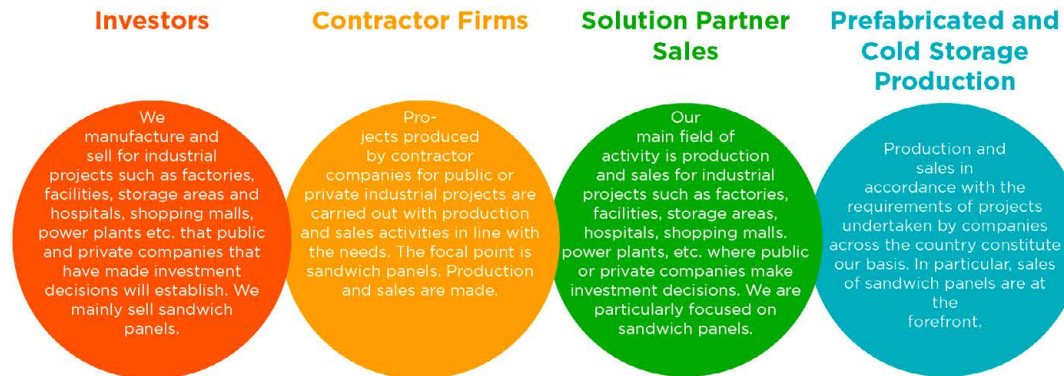 Investors
We
manufacture and
sell for industrial
projects such as factories,
facilities, storage areas and
hospitals, shopping malls,
power plants etc. that public
and private companies that
have made investment
decisions will establish. We
mainly sell sandwich
panels.
Contractor Firms
Pro-
jects produced
by contractor
companies for public or
private industrial projects are
carried out with production
and sales activities in line with
the needs. The focal point is
sandwich panels. Production
and sales are made.
Solution Partner
Sales
Our
main field of
activity is production
and sales for industrial
projects such as factories,
facilities, storage areas,
hospitals, shopping malls.
power plants, etc. where public
or private companies make
investment decisions. We are
particularly focused on
sandwich panels.
Prefabricated and
Cold Storage
Production
Production and
sales in
accordance with the
requirements of projects
undertaken by companies
across the country constitute
our basis. In particular, sales
of sandwich panels are at
the
forefront.